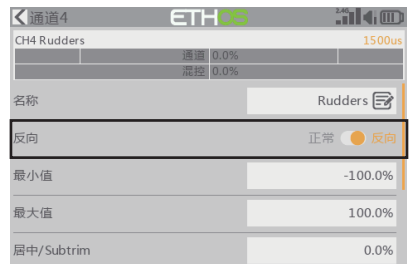 通道4 ETHOS 2.4G
CH4 Rudders 1500us
通道 0.0%
混控 0.0%
名称 Rudders
反向 正常 反向
最小值 -100.0%
最大值 100.0%
居中/Subtrim 0.0%